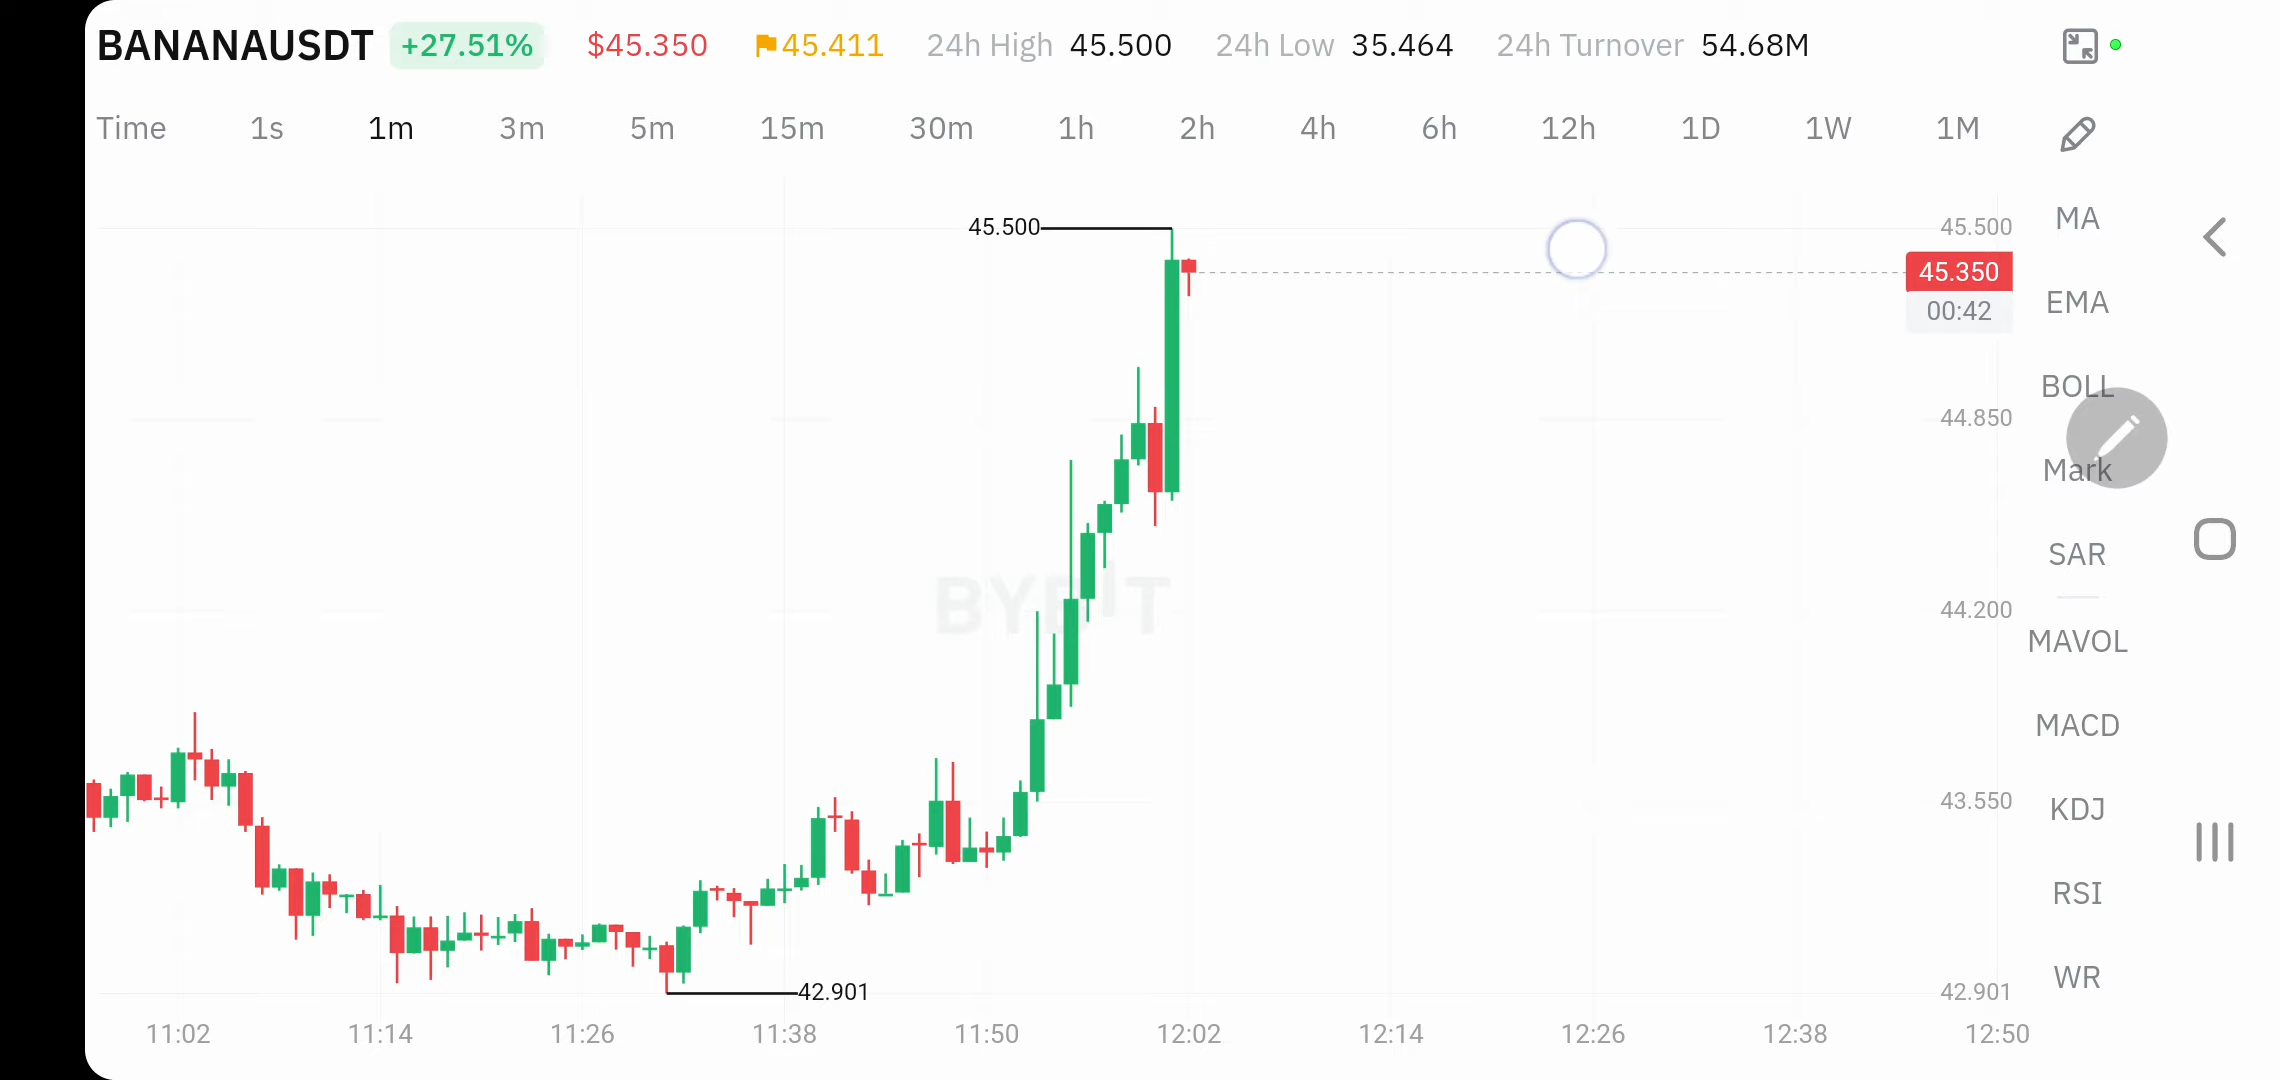 BANANAUSDT +27.51% $45.350 45.411 24h High 45.500 24h Low 35.464 24h Turnover 54.68M
Time 1s 1m 3m 5m 15m 30m 1h 2h 4h 6h 12h 1D 1W 1M
45.500 45.500
MA
45.350
00:42
EMA
BOLL
44.850
Mark
SAR
BYBIT
44.200
MAVOL
MACD
43.550
KDJ
RSI
WR
42.901 42.901
11:02 11:14 11:26 11:38 11:50 12:02 12:14 12:26 12:38 12:50